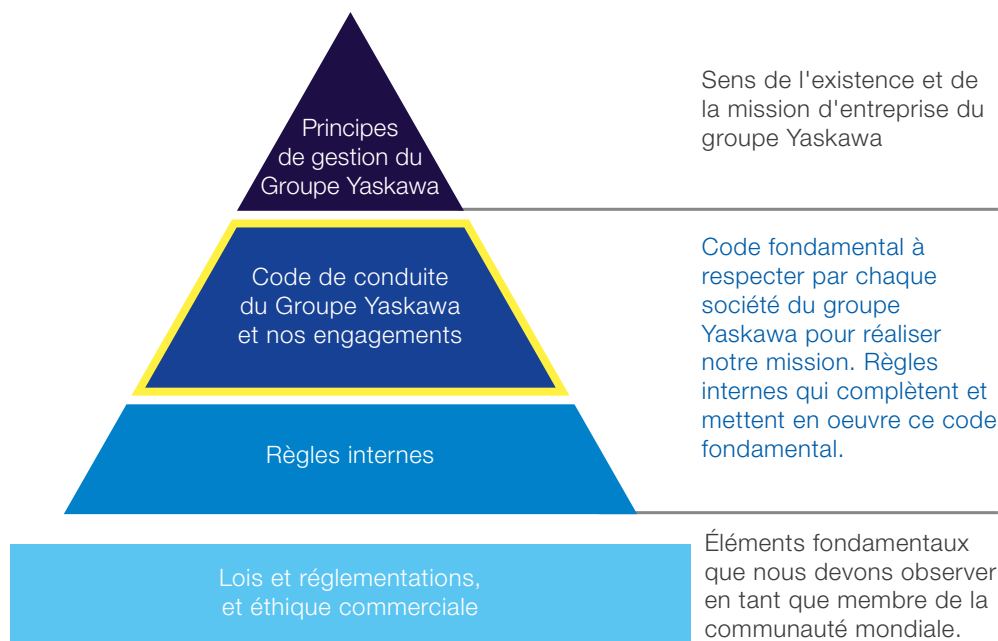 Principes
de gestion du
Groupe Yaskawa
Sens de l'existence et de
la mission d'entreprise du
groupe Yaskawa
Code de conduite
du Groupe Yaskawa
et nos engagements
Règles internes
Code fondamental à
respecter par chaque
société du groupe
Yaskawa pour réaliser
notre mission. Règles
internes qui complètent et
mettent en oeuvre ce code
fondamental.
Lois et réglementations,
et éthique commerciale
Éléments fondamentaux
que nous devons observer
en tant que membre de la
communauté mondiale.